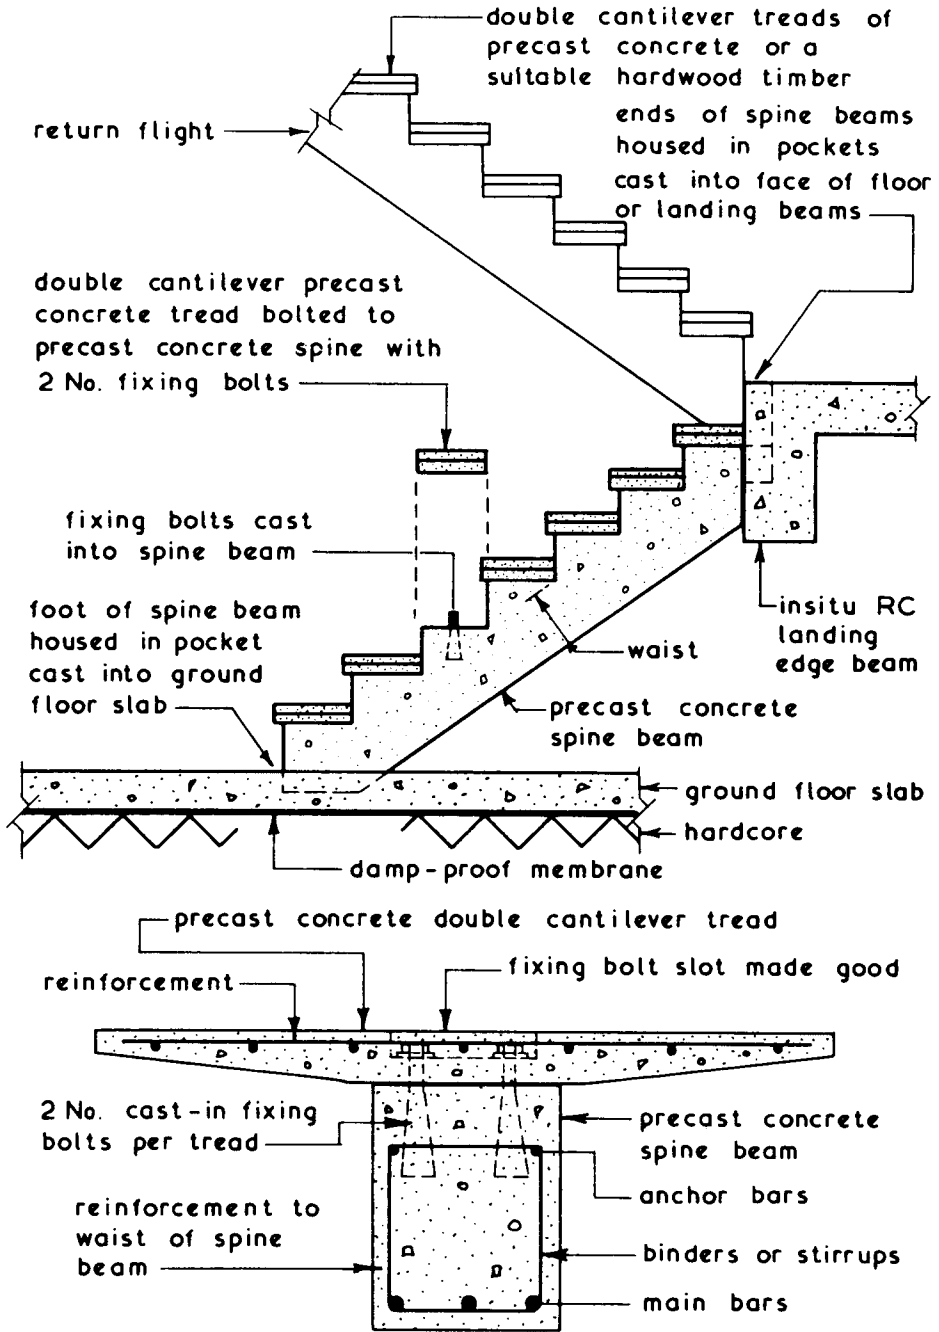 double cantilever treads of
precast concrete or a
suitable hardwood timber
ends of spine beams
housed in pockets
cast into face of floor
or landing beams
return flight
double cantilever precast
concrete tread bolted to
precast concrete spine with
2 No. fixing bolts
fixing bolts cast
into spine beam
foot of spine beam
housed in pocket
cast into ground
floor slab
insitu RC
landing
edge beam
waist
precast concrete
spine beam
ground floor slab
hardcore
damp-proof membrane
precast concrete double cantilever tread
fixing bolt slot made good
reinforcement
2 No. cast-in fixing
bolts per tread
precast concrete
spine beam
anchor bars
reinforcement to
waist of spine
beam
binders or stirrups
main bars